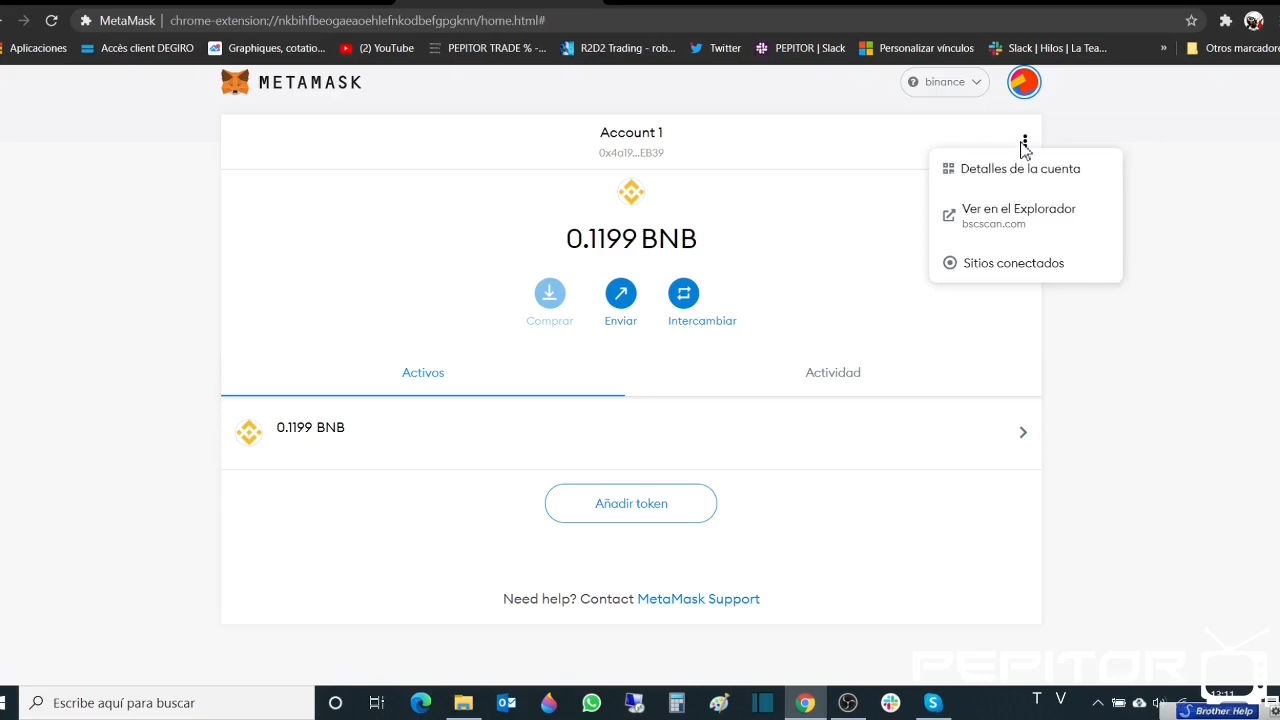 MetaMask | chrome-extension://nkbihfbeogaeaoehlefnkodbefgpgknn/home.html#
Aplicaciones Accès client DEGIRO Graphiques, cotatio... (2) YouTube PEPITOR TRADE %-... R2D2 Trading - rob... Twitter PEPITOR | Slack Personalizar vínculos Slack | Hilos | La Tea... » Otros marcadores
METAMASK
binance
Account 1
0x4a19...EB39
Detalles de la cuenta
Ver en el Explorador
bscscan.com
Sitios conectados
0.1199 BNB
Comprar Enviar Intercambiar
Activos Actividad
0.1199 BNB
Añadir token
Need help? Contact MetaMask Support
PEPITOR
Escribe aquí para buscar
T V
13:11
Brother Help